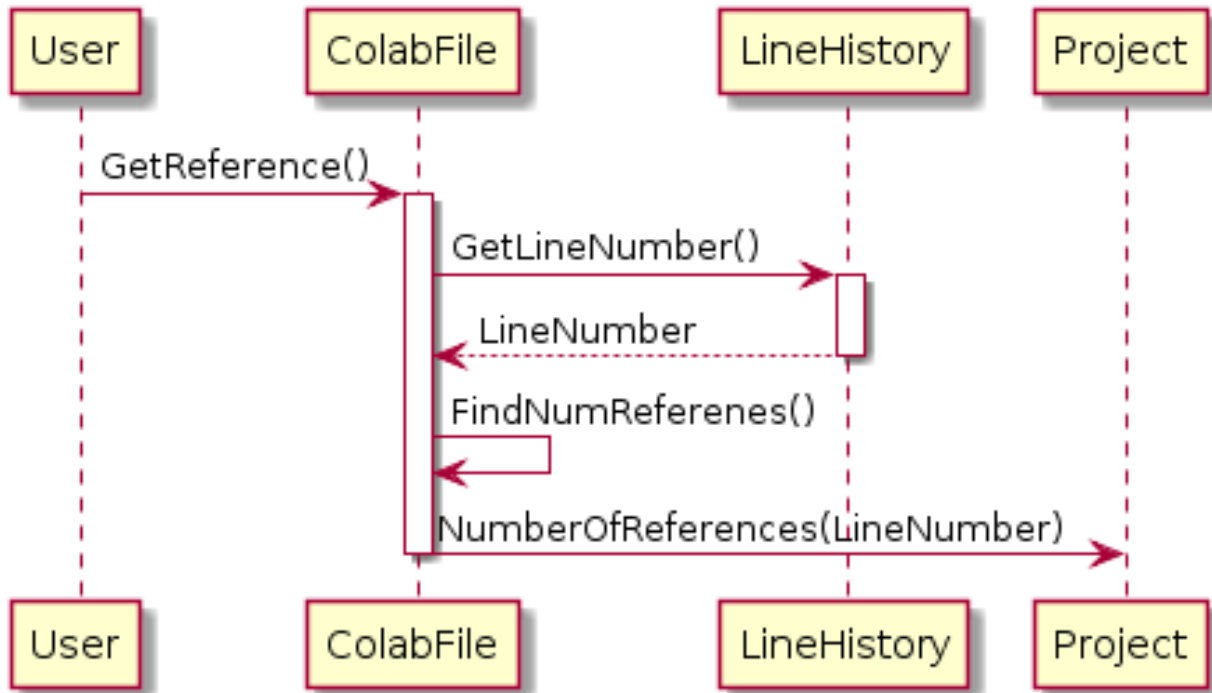 User ColabFile LineHistory Project
GetReference()
GetLineNumber()
LineNumber
FindNumReferenes()
NumberOfReferences(LineNumber)
User ColabFile LineHistory Project